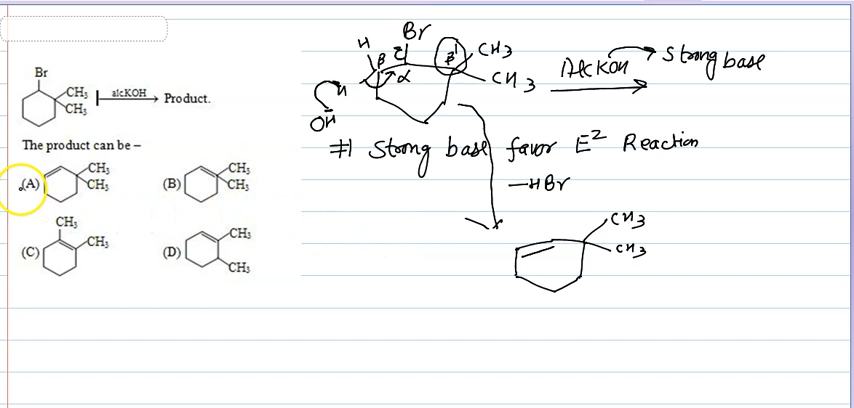 Br
CH₃
CH₃
alcKOH
Product.
The product can be –
(A)
CH₃
CH₃
(B)
CH₃
CH₃
(C)
CH₃
CH₃
(D)
CH₃
CH₃
Br
H
β
α
β'
CH3
CH3
H
OH
Alc KOH → Strong base
#1 Strong base favor E² Reaction
—HBr
CH3
CH3